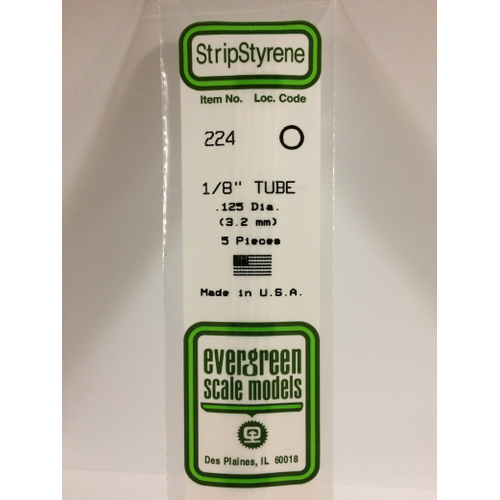 StripStyrene
Item No. Loc. Code
224
1/8" TUBE
.125 Dia.
(3.2 mm)
5 Pieces
Made in U.S.A.
evergreen
scale models
Des Plaines, IL 60018